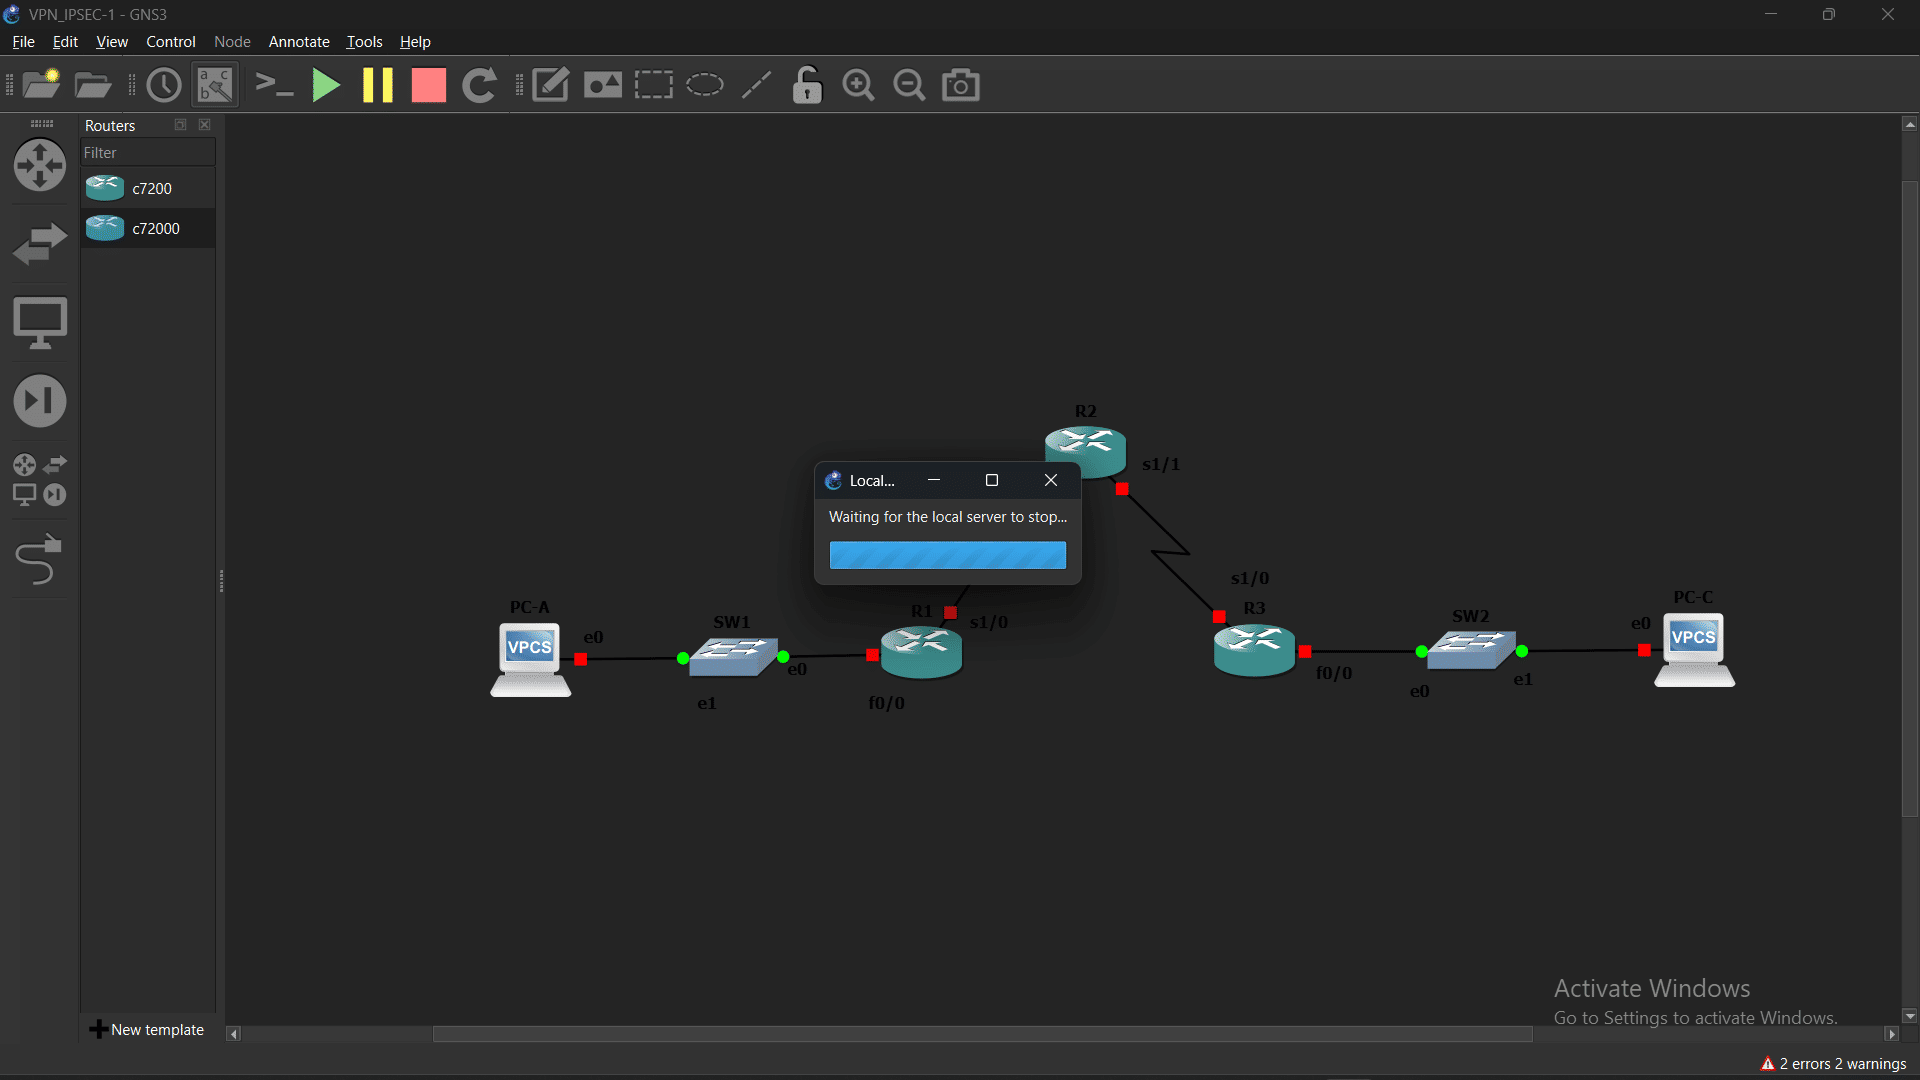 VPN_IPSEC-1 - GNS3
File Edit View Control Node Annotate Tools Help
a c
b
Routers
Filter
c7200
c72000
R2
s1/1
Local...
Waiting for the local server to stop...
s1/0
R3
PC-A
e0
SW1
e0
e1
R1
s1/0
f0/0
f0/0
SW2
e0
e1
PC-C
e0
VPCS
VPCS
Activate Windows
Go to Settings to activate Windows.
New template
2 errors 2 warnings